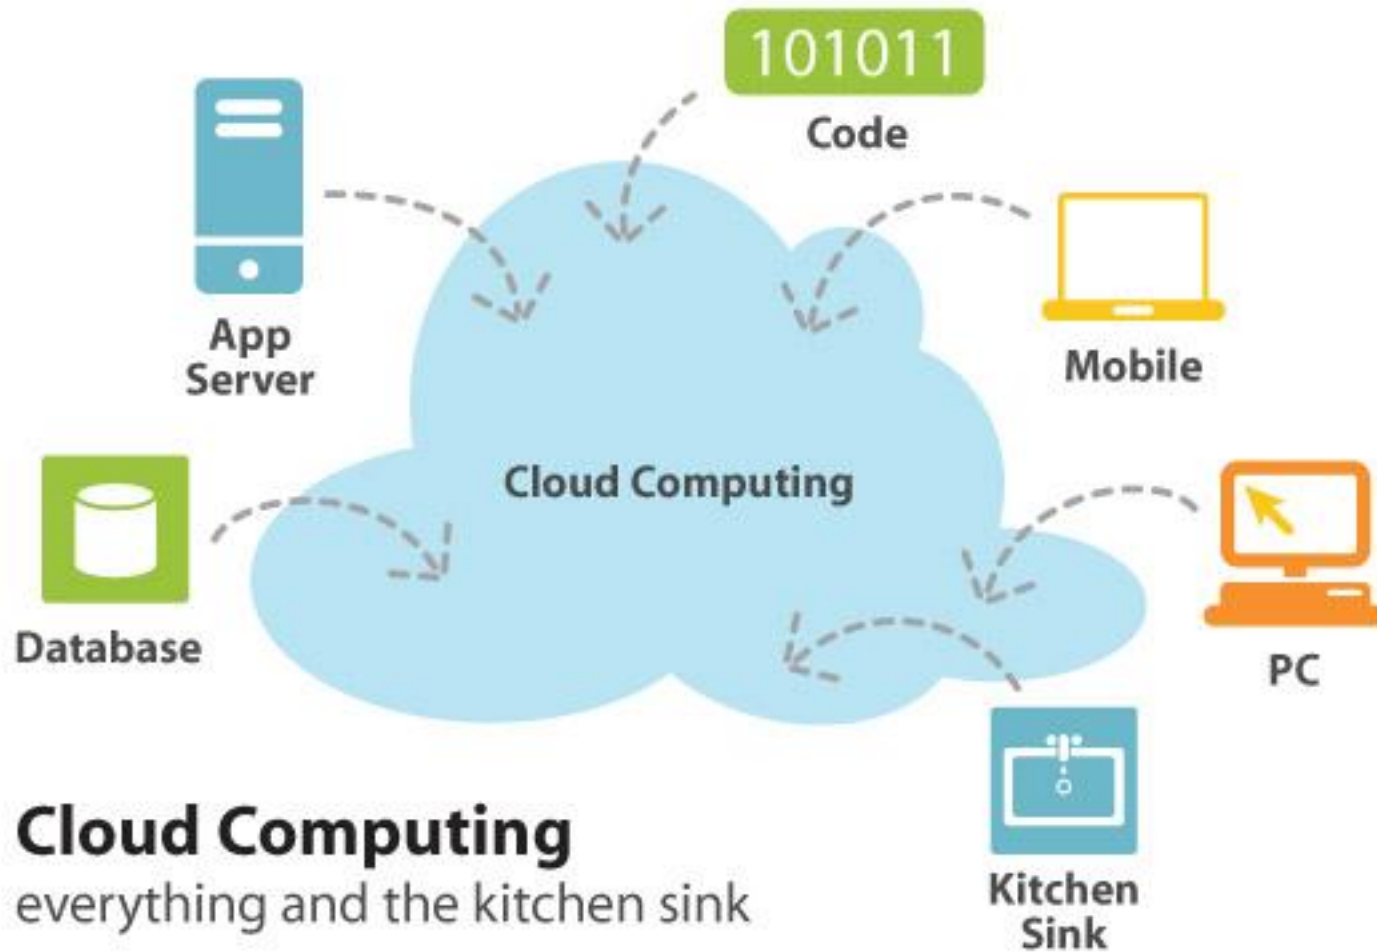 101011
Code
App
Server
Mobile
Cloud Computing
Database
PC
Kitchen
Sink
Cloud Computing
everything and the kitchen sink